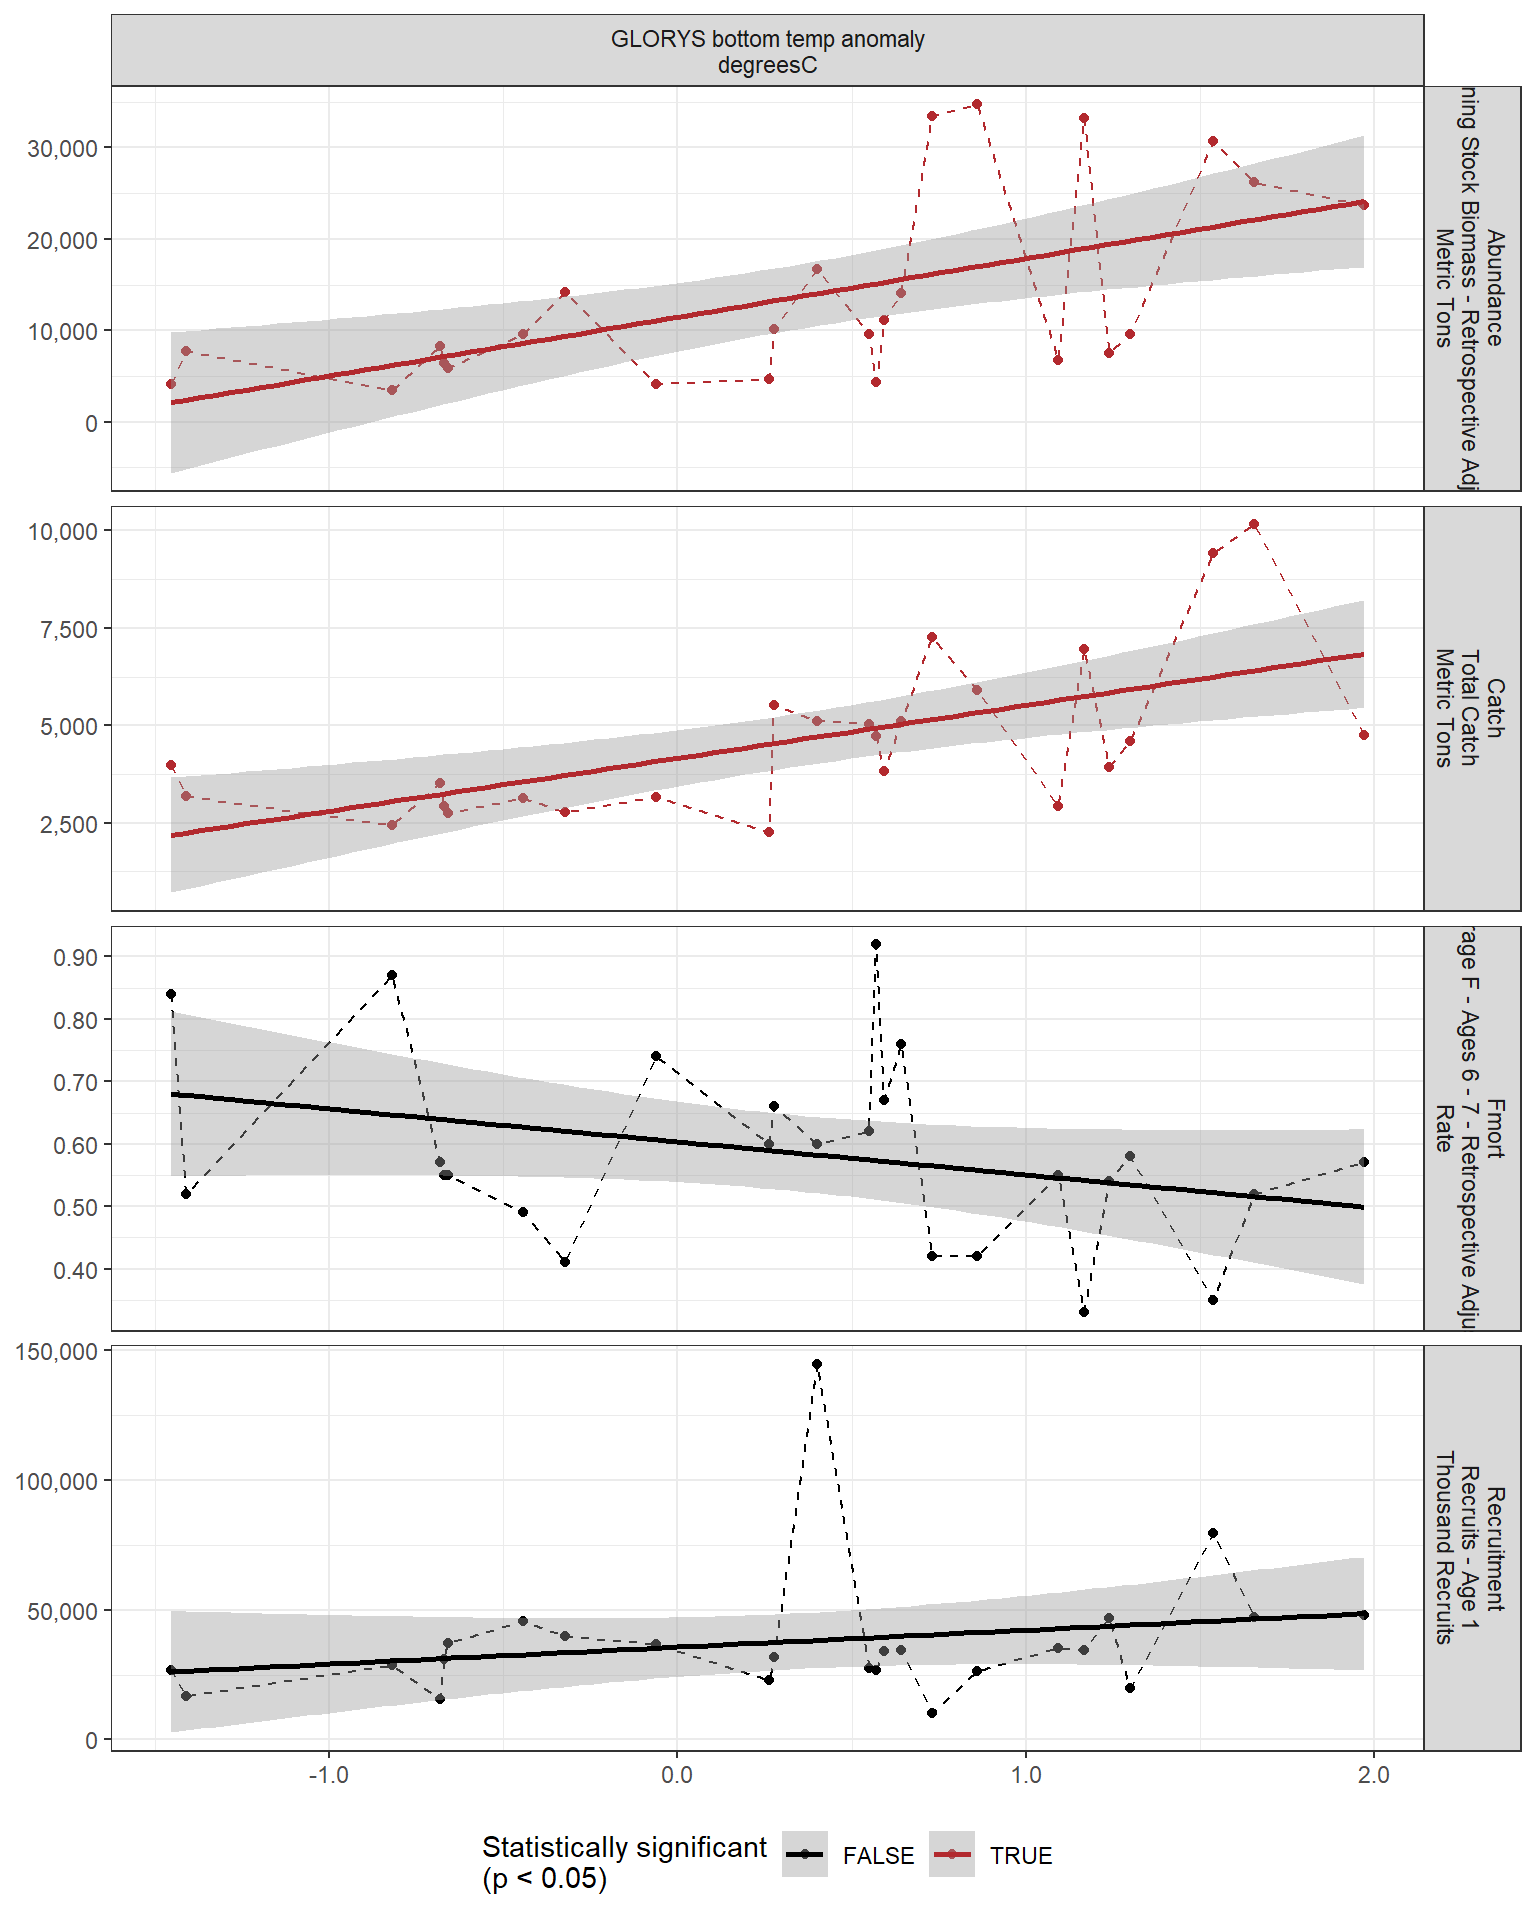 GLORYS bottom temp anomaly
degreesC
30,000
20,000
10,000
0
Abundance
Stock Biomass - Retrospective
Metric Tons
10,000
7,500
5,000
2,500
Catch
Total Catch
Metric Tons
0.90
0.80
0.70
0.60
0.50
0.40
Fmort
F - Ages 6 - 7 - Retrospective
Rate
150,000
100,000
50,000
0
Recruitment
Recruits - Age 1
Thousand Recruits
-1.0 0.0 1.0 2.0
Statistically significant
(p < 0.05)
FALSE TRUE